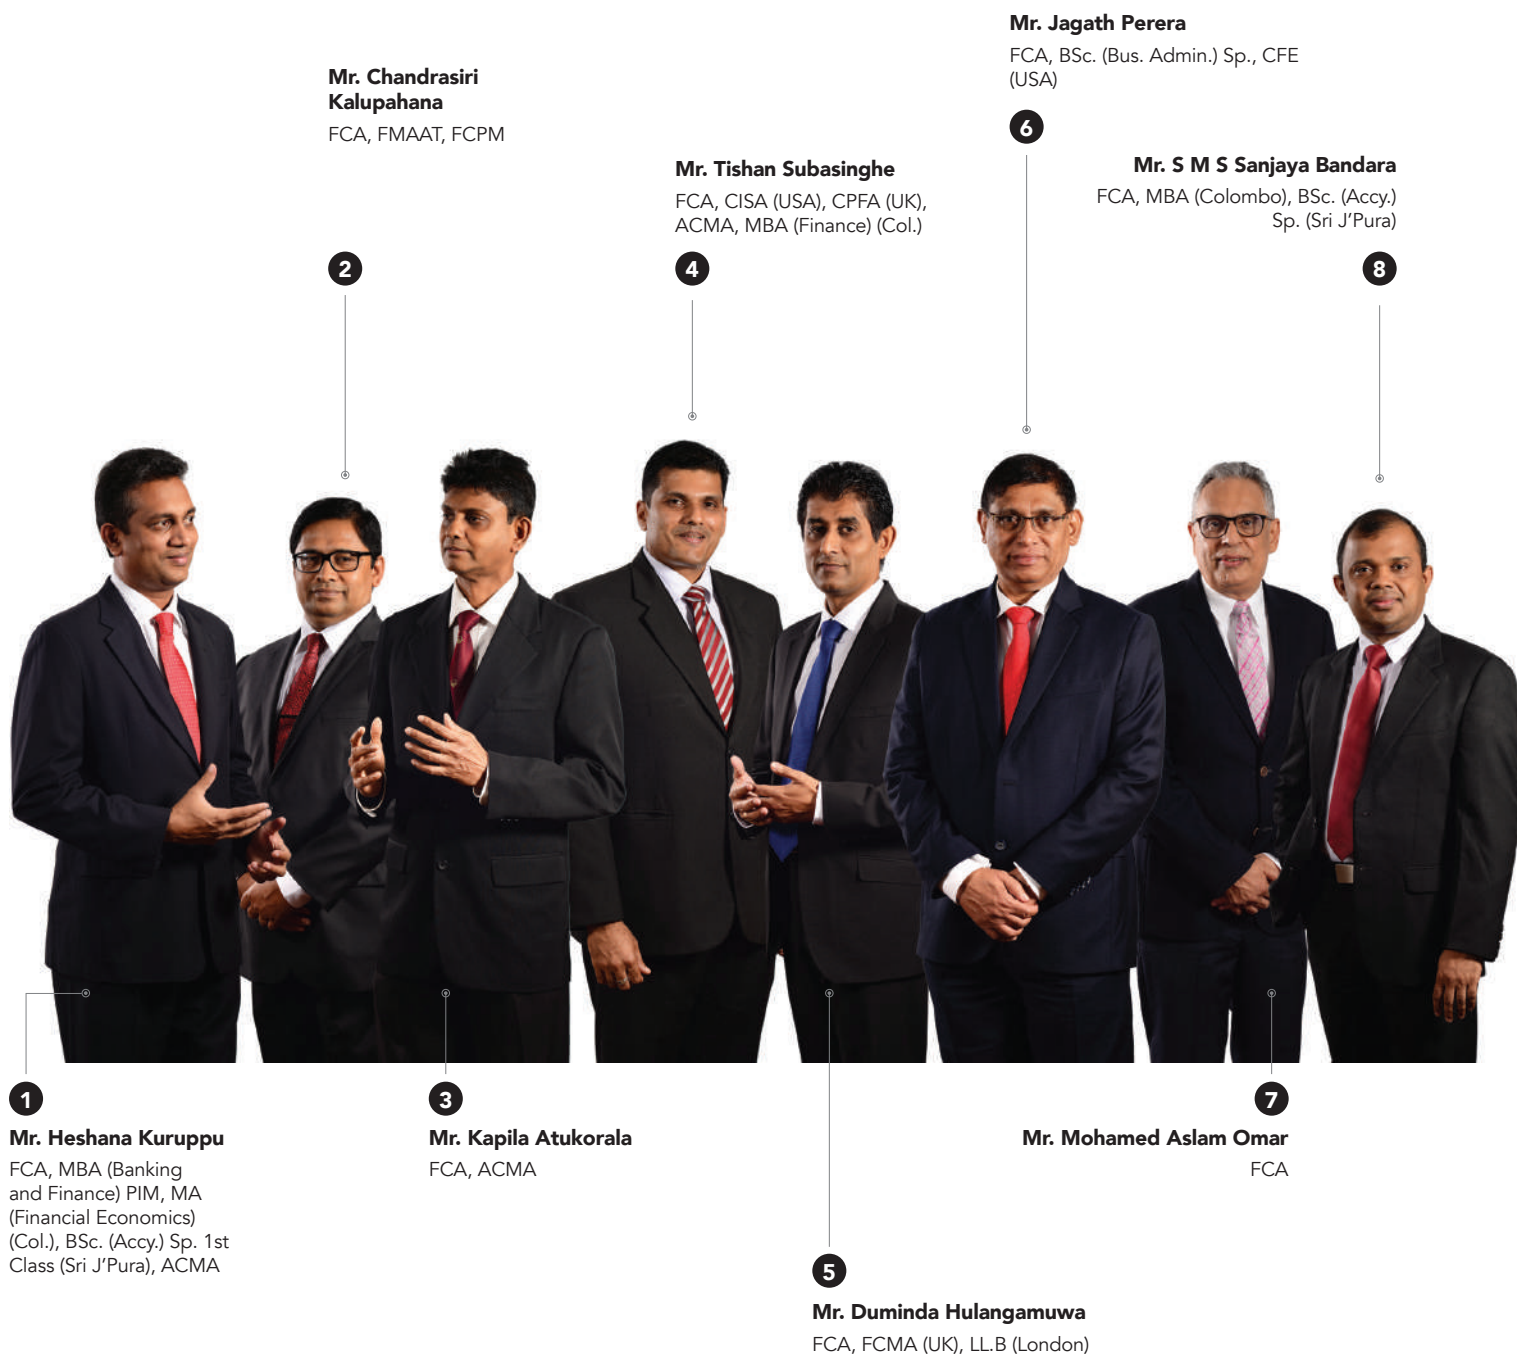 Mr. Jagath Perera
FCA, BSc. (Bus. Admin.) Sp., CFE
(USA)
6
Mr. Chandrasiri
Kalupahana
FCA, FMAAT, FCPM
2
Mr. Tishan Subasinghe
FCA, CISA (USA), CPFA (UK),
ACMA, MBA (Finance) (Col.)
4
Mr. S M S Sanjaya Bandara
FCA, MBA (Colombo), BSc. (Accy.)
Sp. (Sri J’Pura)
8
1
Mr. Heshana Kuruppu
FCA, MBA (Banking
and Finance) PIM, MA
(Financial Economics)
(Col.), BSc. (Accy.) Sp. 1st
Class (Sri J’Pura), ACMA
3
Mr. Kapila Atukorala
FCA, ACMA
7
Mr. Mohamed Aslam Omar
FCA
5
Mr. Duminda Hulangamuwa
FCA, FCMA (UK), LL.B (London)